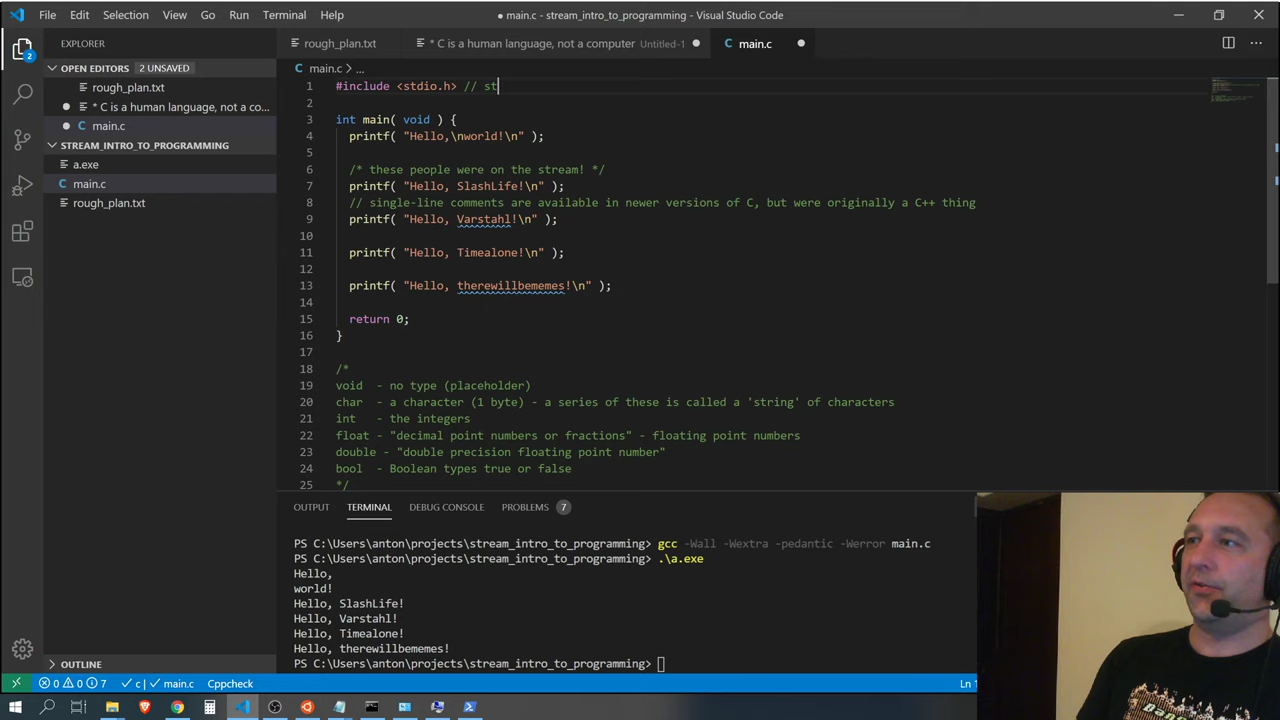 File Edit Selection View Go Run Terminal Help
● main.c - stream_intro_to_programming - Visual Studio Code
EXPLORER
rough_plan.txt
* C is a human language, not a computer Untitled-1
C main.c
OPEN EDITORS 2 UNSAVED
rough_plan.txt
* C is a human language, not a co...
C main.c
STREAM_INTRO_TO_PROGRAMMING
a.exe
C main.c
rough_plan.txt
2
C main.c > ...
1 #include <stdio.h> // st
2
3 int main( void ) {
4 printf( "Hello,\nworld!\n" );
5
6 /* these people were on the stream! */
7 printf( "Hello, SlashLife!\n" );
8 // single-line comments are available in newer versions of C, but were originally a C++ thing
9 printf( "Hello, Varstahl!\n" );
10
11 printf( "Hello, Timealone!\n" );
12
13 printf( "Hello, therewillbememes!\n" );
14
15 return 0;
16 }
17
18 /*
19 void - no type (placeholder)
20 char - a character (1 byte) - a series of these is called a 'string' of characters
21 int - the integers
22 float - "decimal point numbers or fractions" - floating point numbers
23 double - "double precision floating point number"
24 bool - Boolean types true or false
25 */
OUTPUT TERMINAL DEBUG CONSOLE PROBLEMS 7
PS C:\Users\anton\projects\stream_intro_to_programming> gcc -Wall -Wextra -pedantic -Werror main.c
PS C:\Users\anton\projects\stream_intro_to_programming> .\a.exe
Hello,
world!
Hello, SlashLife!
Hello, Varstahl!
Hello, Timealone!
Hello, therewillbememes!
PS C:\Users\anton\projects\stream_intro_to_programming>
OUTLINE
0 0 7 c | main.c Cppcheck
Ln 1